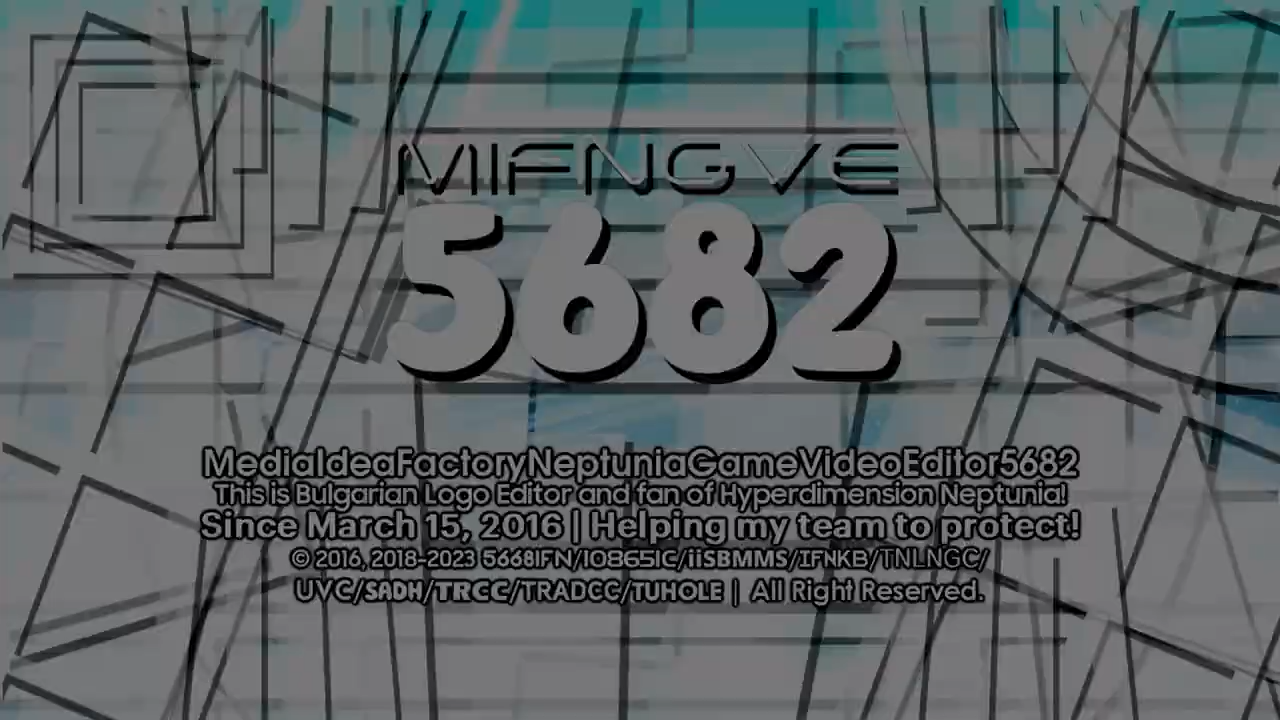 MIFNGVE
5682
MediaIdeaFactoryNeptuniaGameVideoEditor5682
This is Bulgarian Logo Editor and fan of Hyperdimension Neptunia!
Since March 15, 2016 | Helping my team to protect!
© 2016, 2018-2023 5668IFN/IO865IC/iiSBMMS/IFNKB/TNLNGC/
UVC/SADH/TRCC/TRADCC/TUHOLE | All Right Reserved.